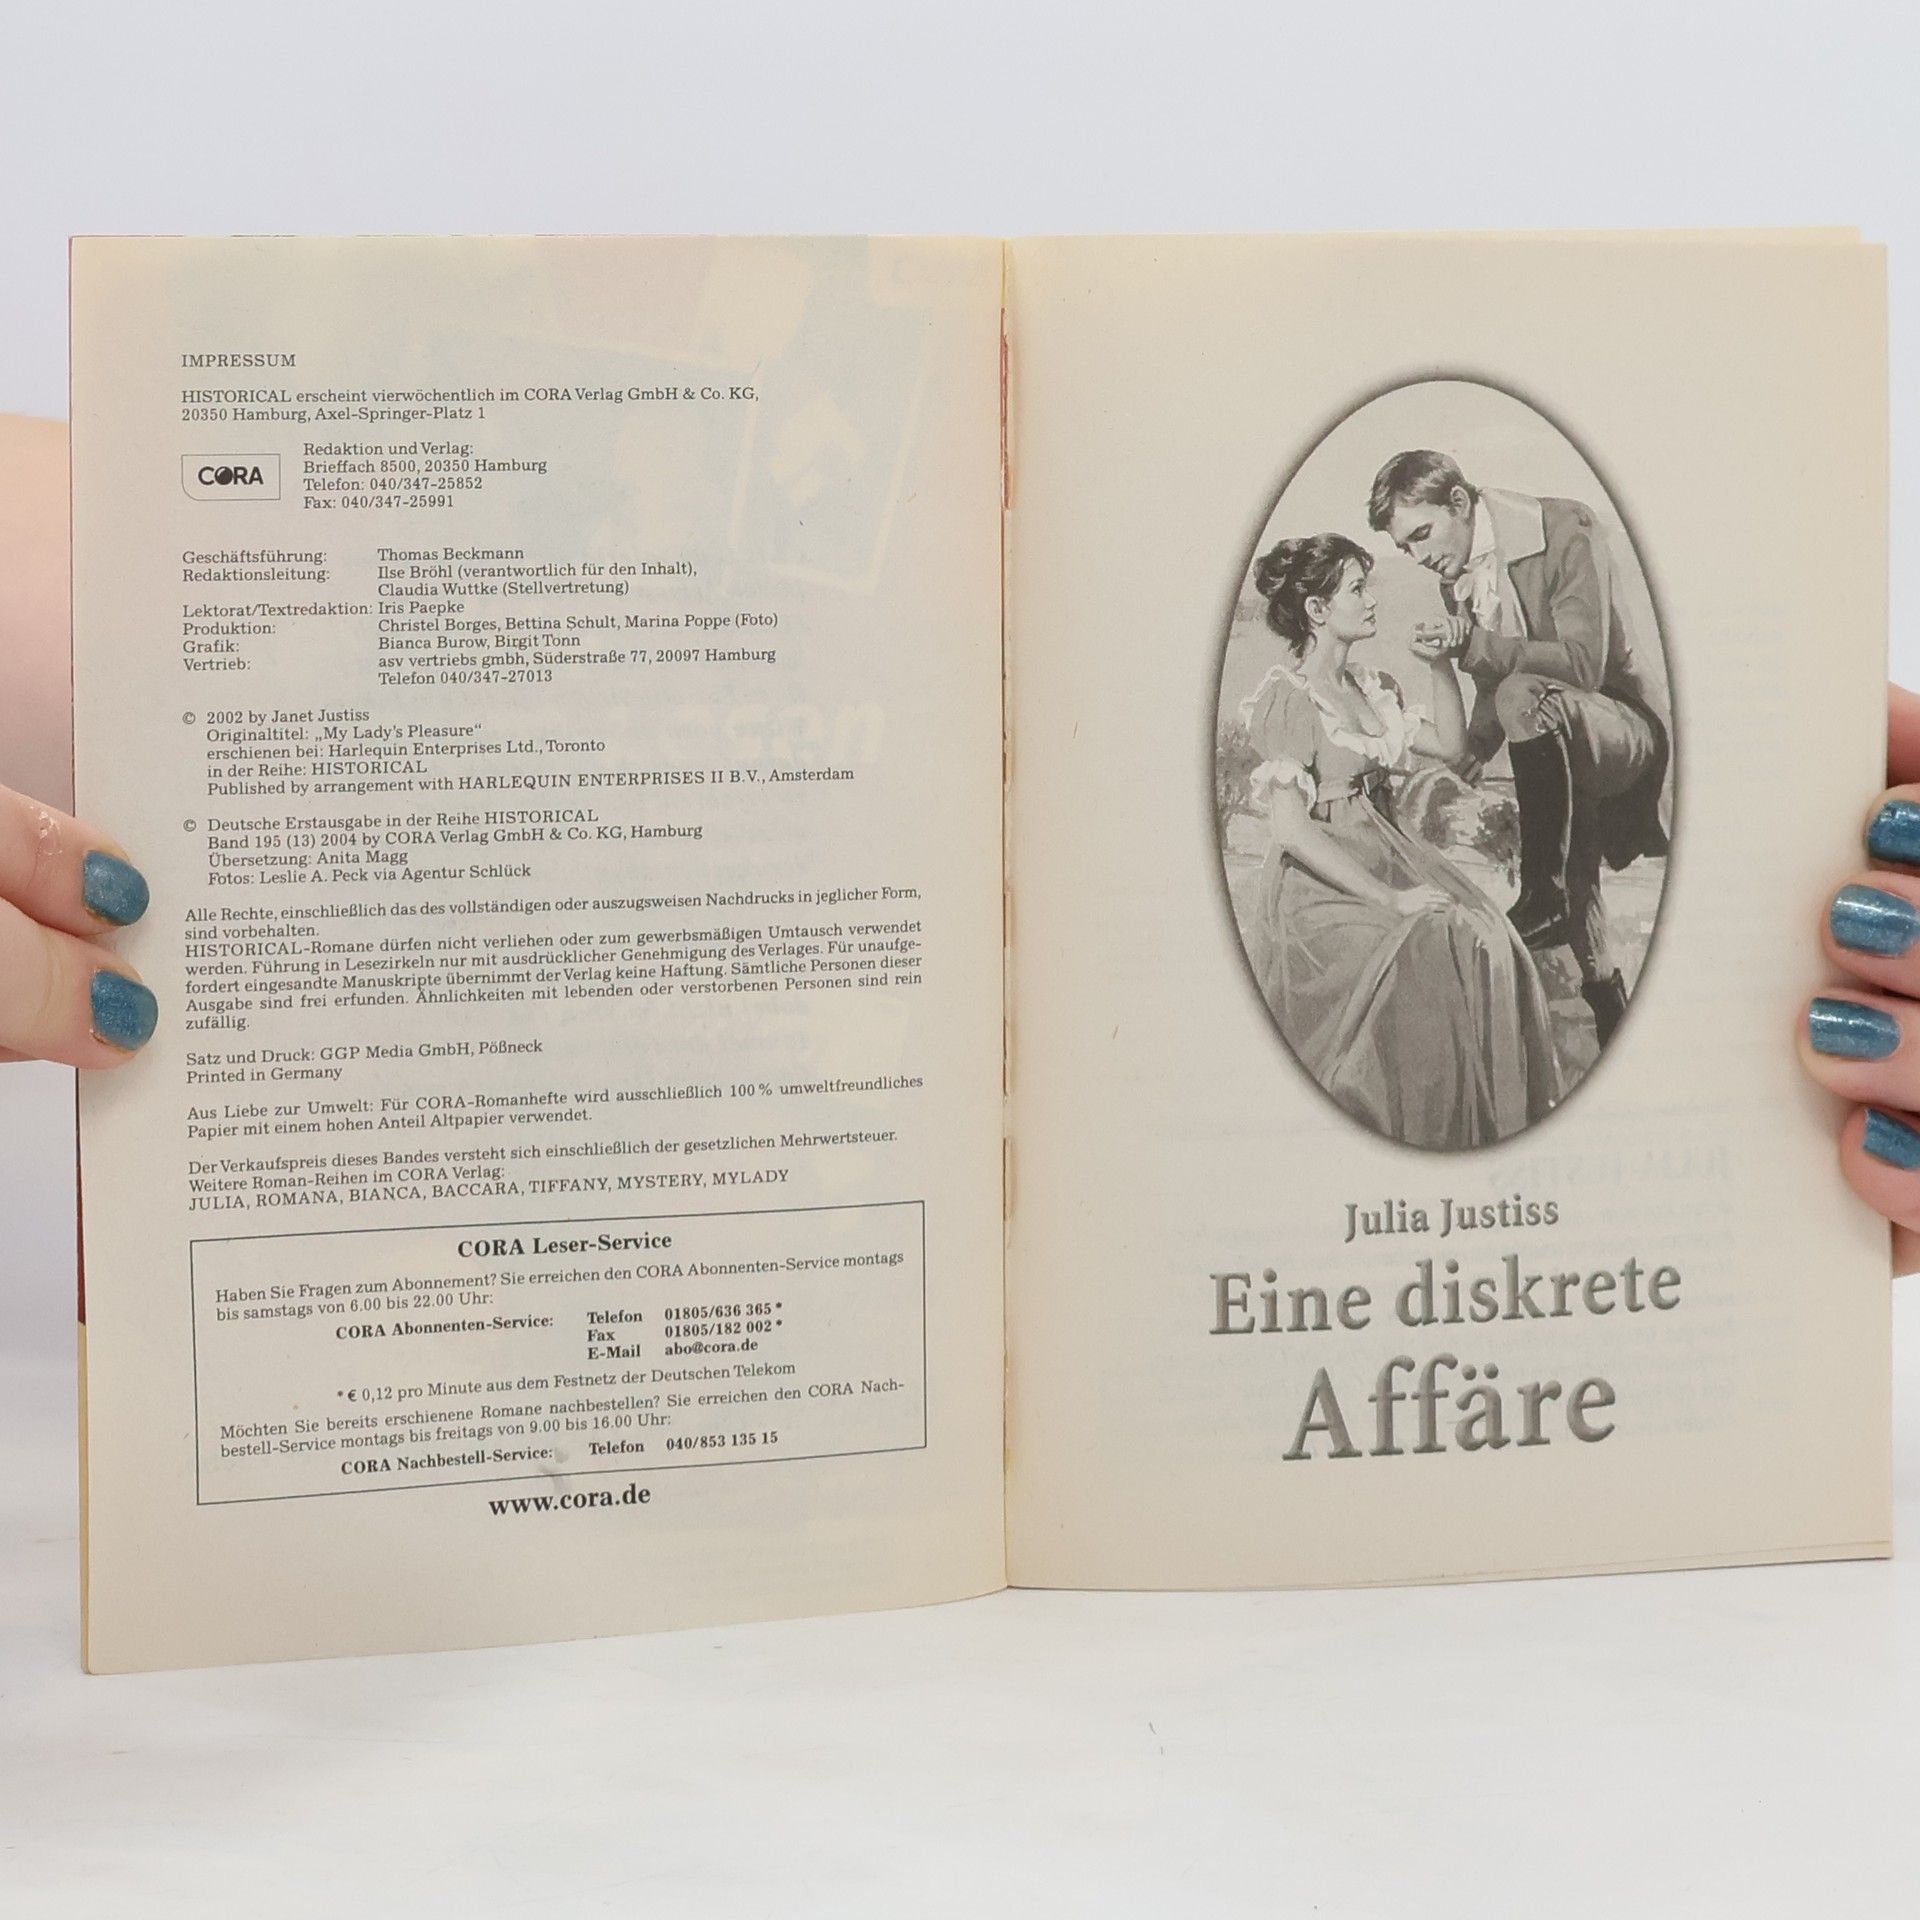 IMPRESSUM
HISTORICAL erscheint vierwöchentlich im CORA Verlag GmbH & Co. KG,
20350 Hamburg, Axel-Springer-Platz 1
CORA
Redaktion und Verlag:
Brieffach 8500, 20350 Hamburg
Telefon: 040/347-25852
Fax: 040/347-25991
Geschäftsführung: Thomas Beckmann
Redaktionsleitung: Ilse Bröhl (verantwortlich für den Inhalt),
Claudia Wuttke (Stellvertretung)
Lektorat/Textredaktion: Iris Paepke
Produktion: Christel Borges, Bettina Schult, Marina Poppe (Foto)
Grafik: Bianca Burow, Birgit Tonn
Vertrieb: asv vertriebs gmbh, Süderstraße 77, 20097 Hamburg
Telefon 040/347-27013
© 2002 by Janet Justiss
Originaltitel: „My Lady's Pleasure“
erschienen bei: Harlequin Enterprises Ltd., Toronto
in der Reihe: HISTORICAL
Published by arrangement with HARLEQUIN ENTERPRISES II B.V., Amsterdam
© Deutsche Erstausgabe in der Reihe HISTORICAL
Band 195 (13) 2004 by CORA Verlag GmbH & Co. KG, Hamburg
Übersetzung: Anita Magg
Fotos: Leslie A. Peck via Agentur Schlück
Alle Rechte, einschließlich das des vollständigen oder auszugsweisen Nachdrucks in jeglicher Form,
sind vorbehalten.
HISTORICAL-Romane dürfen nicht verliehen oder zum gewerbsmäßigen Umtausch verwendet
werden. Führung in Lesezirkeln nur mit ausdrücklicher Genehmigung des Verlages. Für unaufge-
fordert eingesandte Manuskripte übernimmt der Verlag keine Haftung. Sämtliche Personen dieser
Ausgabe sind frei erfunden. Ähnlichkeiten mit lebenden oder verstorbenen Personen sind rein
zufällig.
Satz und Druck: GGP Media GmbH, Pößneck
Printed in Germany
Aus Liebe zur Umwelt: Für CORA-Romanhefte wird ausschließlich 100 % umweltfreundliches
Papier mit einem hohen Anteil Altpapier verwendet.
Der Verkaufspreis dieses Bandes versteht sich einschließlich der gesetzlichen Mehrwertsteuer.
Weitere Roman-Reihen im CORA Verlag:
JULIA, ROMANA, BIANCA, BACCARA, TIFFANY, MYSTERY, MYLADY
CORA Leser-Service
Haben Sie Fragen zum Abonnement? Sie erreichen den CORA Abonnenten-Service montags
bis samstags von 6.00 bis 22.00 Uhr:
CORA Abonnenten-Service: Telefon 01805/636 365 *
Fax 01805/182 002 *
E-Mail abo@cora.de
* € 0,12 pro Minute aus dem Festnetz der Deutschen Telekom
Möchten Sie bereits erschienene Romane nachbestellen? Sie erreichen den CORA Nach-
bestell-Service montags bis freitags von 9.00 bis 16.00 Uhr:
CORA Nachbestell-Service: Telefon 040/853 135 15
www.cora.de
Julia Justiss
Eine diskrete
Affäre